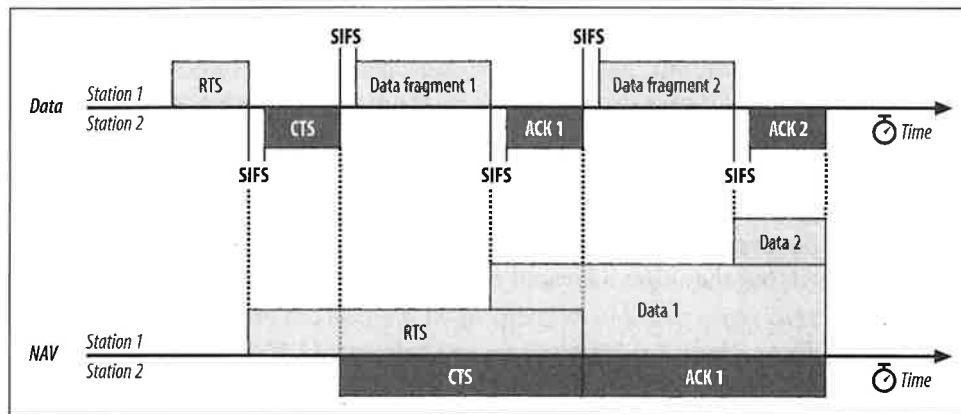 SIFS SIFS
RTS Data fragment 1 Data fragment 2
Data Station 1
Station 2 CTS ACK 1 ACK 2 Time
SIFS SIFS SIFS
Data 2
Data 1
RTS
NAV Station 1
Station 2 CTS ACK 1 Time